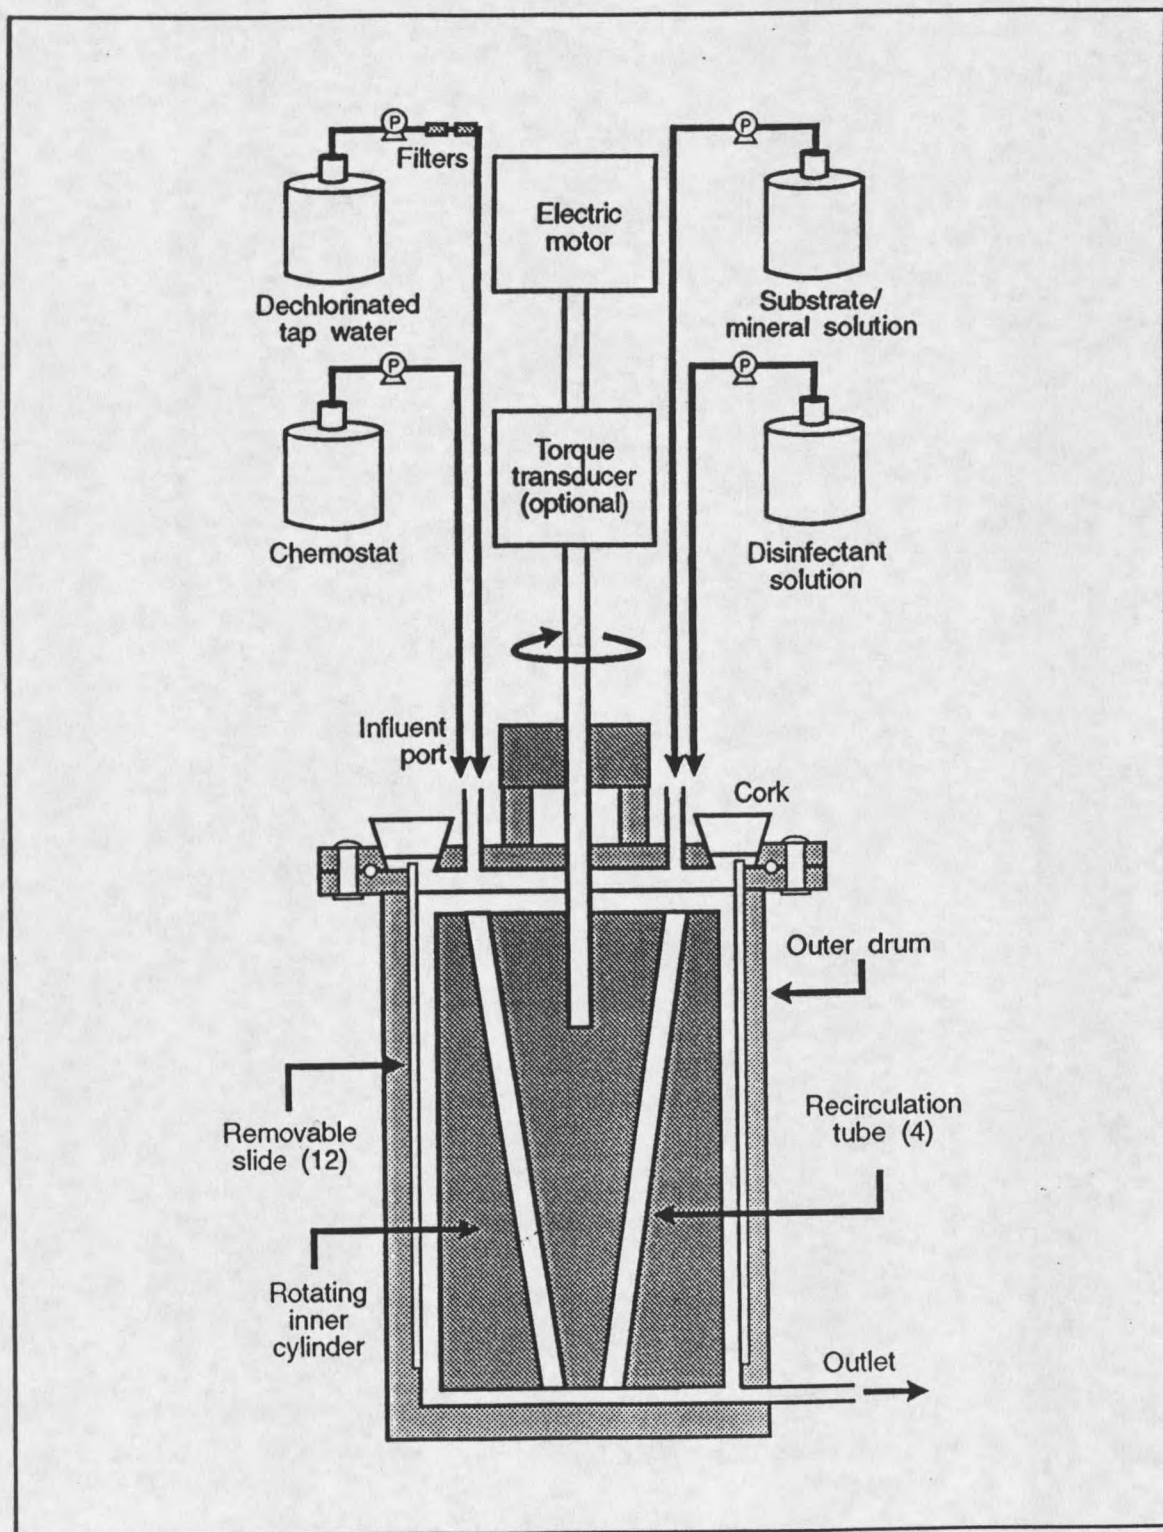 P
P
Filters
Electric
motor
Dechlorinated
tap water
Substrate/
mineral solution
P
P
Torque
transducer
(optional)
Chemostat
Disinfectant
solution
Influent
port
Cork
Outer drum
Removable
slide (12)
Recirculation
tube (4)
Rotating
inner
cylinder
Outlet